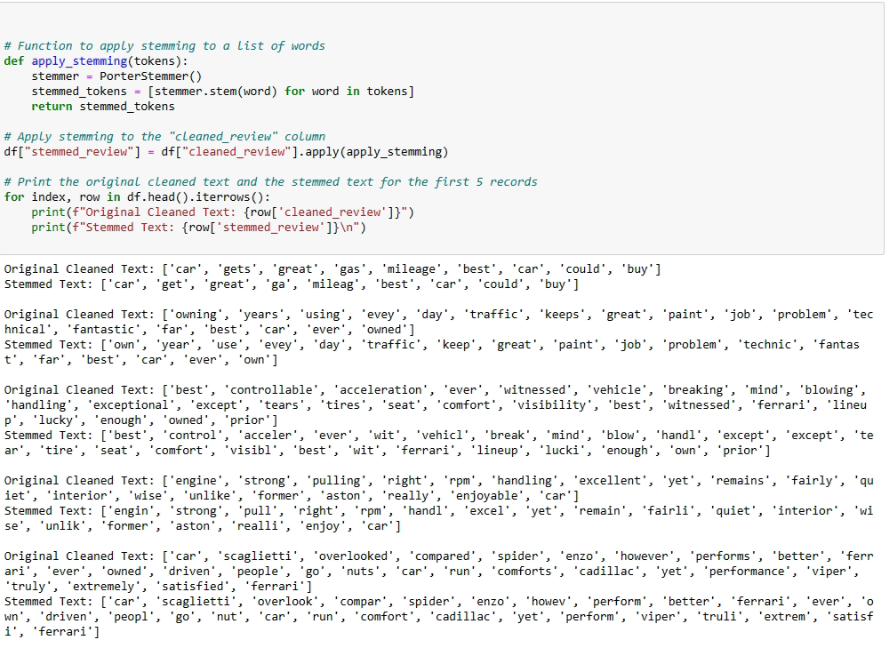 # Function to apply stemming to a list of words
def apply_stemming(tokens):
    stemmer = PorterStemmer()
    stemmed_tokens = [stemmer.stem(word) for word in tokens]
    return stemmed_tokens
# Apply stemming to the "cleaned_review" column
df["stemmed_review"] = df["cleaned_review"].apply(apply_stemming)
# Print the original cleaned text and the stemmed text for the first 5 records
for index, row in df.head().iterrows():
    print(f"Original Cleaned Text: {row['cleaned_review']}")
    print(f"Stemmed Text: {row['stemmed_review']}\n")
Original Cleaned Text: ['car', 'gets', 'great', 'gas', 'mileage', 'best', 'car', 'could', 'buy']
Stemmed Text: ['car', 'get', 'great', 'ga', 'mileag', 'best', 'car', 'could', 'buy']
Original Cleaned Text: ['owning', 'years', 'using', 'evey', 'day', 'traffic', 'keeps', 'great', 'paint', 'job', 'problem', 'tec
hnical', 'fantastic', 'far', 'best', 'car', 'ever', 'owned']
Stemmed Text: ['own', 'year', 'use', 'evey', 'day', 'traffic', 'keep', 'great', 'paint', 'job', 'problem', 'technic', 'fantas
t', 'far', 'best', 'car', 'ever', 'own']
Original Cleaned Text: ['best', 'controllable', 'acceleration', 'ever', 'witnessed', 'vehicle', 'breaking', 'mind', 'blowing',
'handling', 'exceptional', 'except', 'tears', 'tires', 'seat', 'comfort', 'visibility', 'best', 'witnessed', 'ferrari', 'lineu
p', 'lucky', 'enough', 'owned', 'prior']
Stemmed Text: ['best', 'control', 'acceler', 'ever', 'wit', 'vehicl', 'break', 'mind', 'blow', 'handl', 'except', 'except', 'te
ar', 'tire', 'seat', 'comfort', 'visibl', 'best', 'wit', 'ferrari', 'lineup', 'lucki', 'enough', 'own', 'prior']
Original Cleaned Text: ['engine', 'strong', 'pulling', 'right', 'rpm', 'handling', 'excellent', 'yet', 'remains', 'fairly', 'qu
iet', 'interior', 'wise', 'unlike', 'former', 'aston', 'really', 'enjoyable', 'car']
Stemmed Text: ['engin', 'strong', 'pull', 'right', 'rpm', 'handl', 'excel', 'yet', 'remain', 'fairli', 'quiet', 'interior', 'wi
se', 'unlik', 'former', 'aston', 'realli', 'enjoy', 'car']
Original Cleaned Text: ['car', 'scaglietti', 'overlooked', 'compared', 'spider', 'enzo', 'however', 'performs', 'better', 'ferr
ari', 'ever', 'owned', 'driven', 'people', 'go', 'nuts', 'car', 'run', 'comforts', 'cadillac', 'yet', 'performance', 'viper',
'truly', 'extremely', 'satisfied', 'ferrari']
Stemmed Text: ['car', 'scaglietti', 'overlook', 'compar', 'spider', 'enzo', 'howev', 'perform', 'better', 'ferrari', 'ever', 'o
wn', 'driven', 'peopl', 'go', 'nut', 'car', 'run', 'comfort', 'cadillac', 'yet', 'perform', 'viper', 'truli', 'extrem', 'satisf
i', 'ferrari']